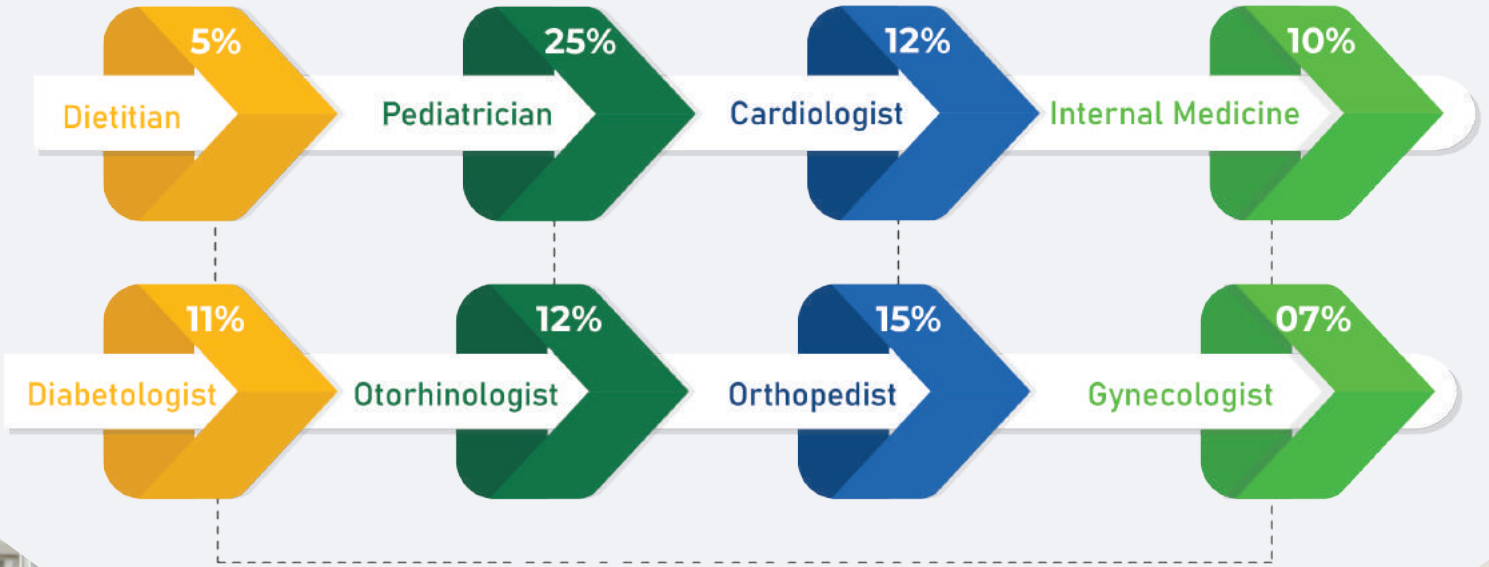 5%
25%
12%
10%
Dietitian
Pediatrician
Cardiologist
Internal Medicine
11%
12%
15%
07%
Diabetologist
Otorhinologist
Orthopedist
Gynecologist